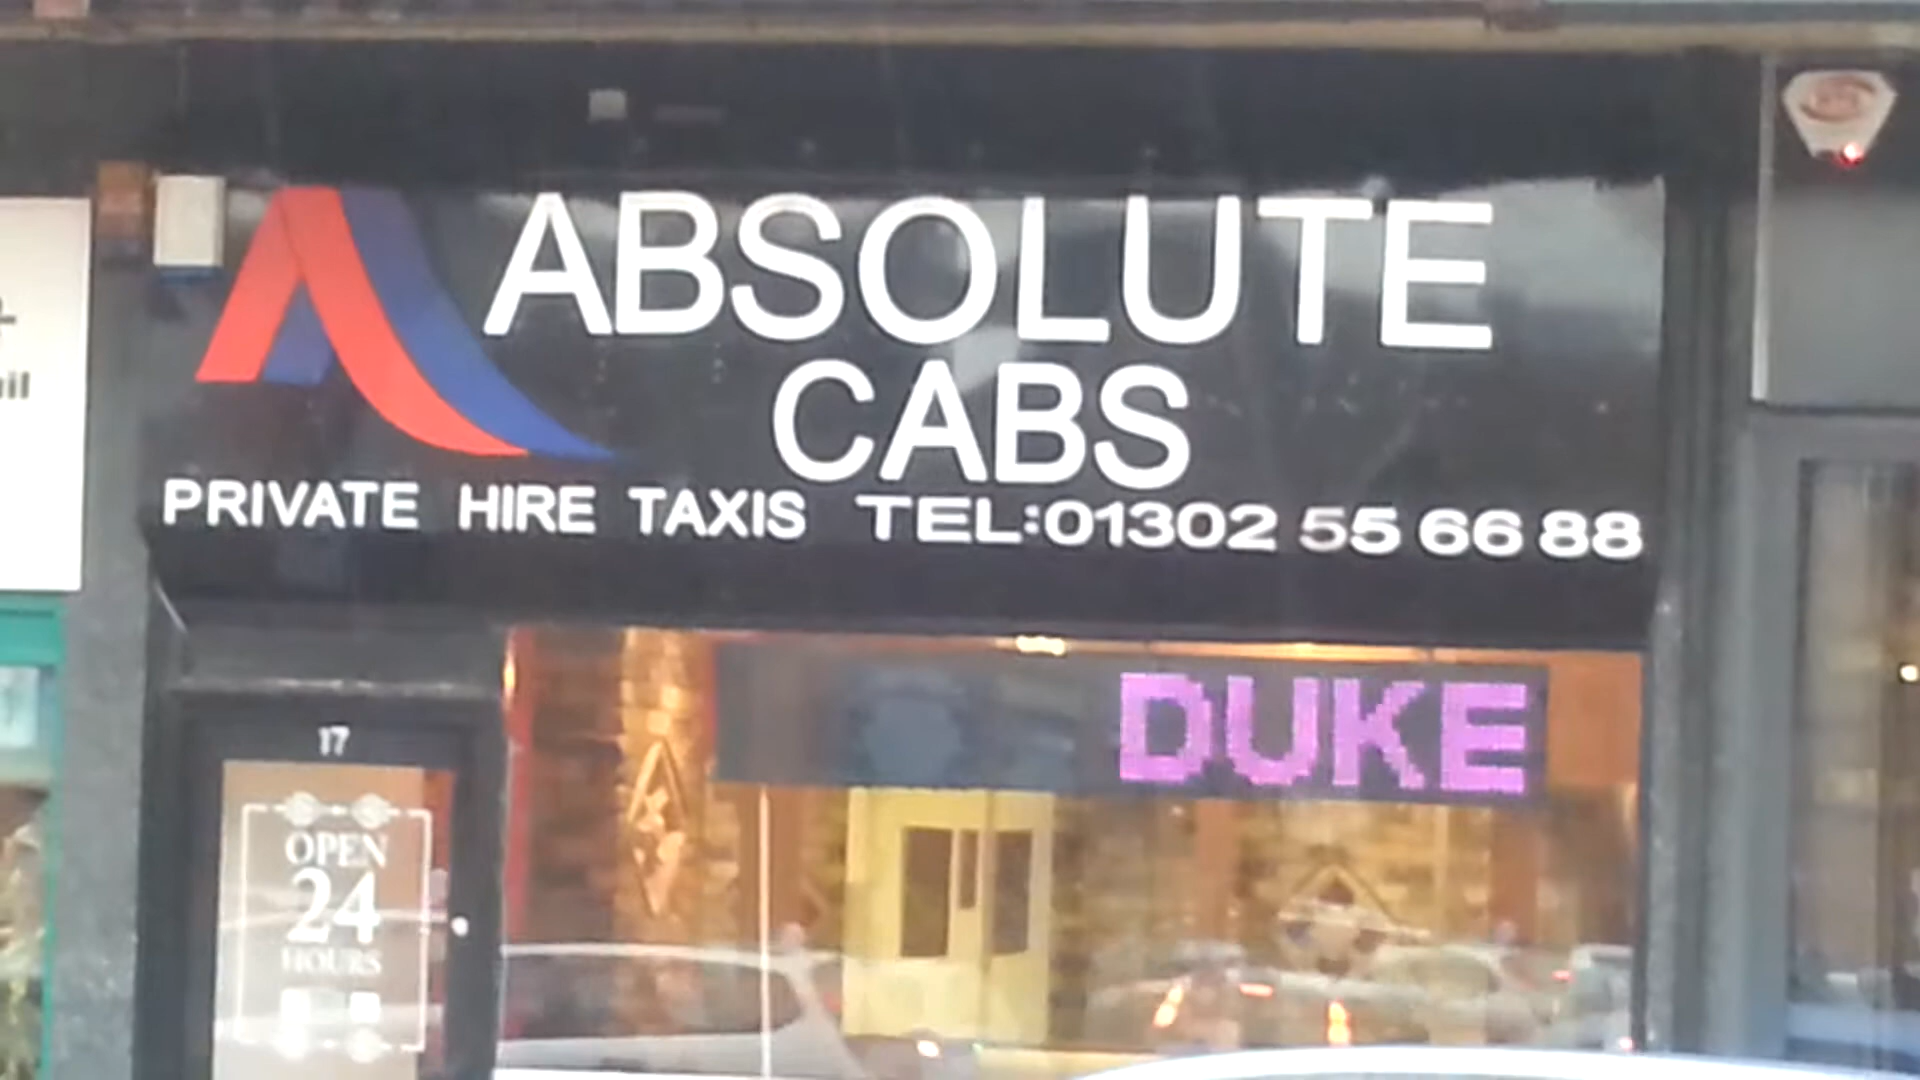 ABSOLUTE
CABS
PRIVATE HIRE TAXIS TEL:01302 55 66 88
DUKE
17
OPEN
24
HOURS